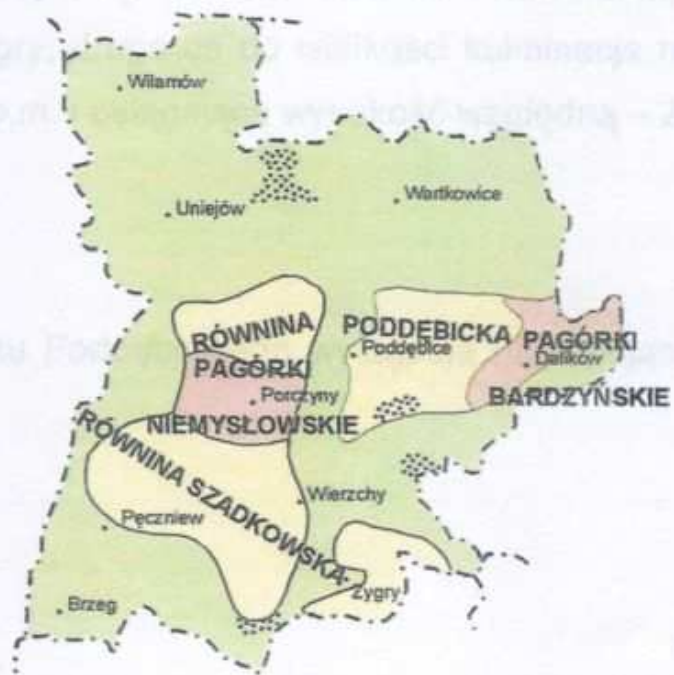 Wilamów
Uniejów
Wartkowice
RÓWNINA
PODDĘBICKA
Poddębice
PAGÓRKI
Porczyny
NIEMYSŁOWSKIE
PAGÓRKI
Dalików
BARDZYŃSKIE
RÓWNINA SZADKOWSKA
Wierzchy
Pęczniew
Zygry
Brzeg